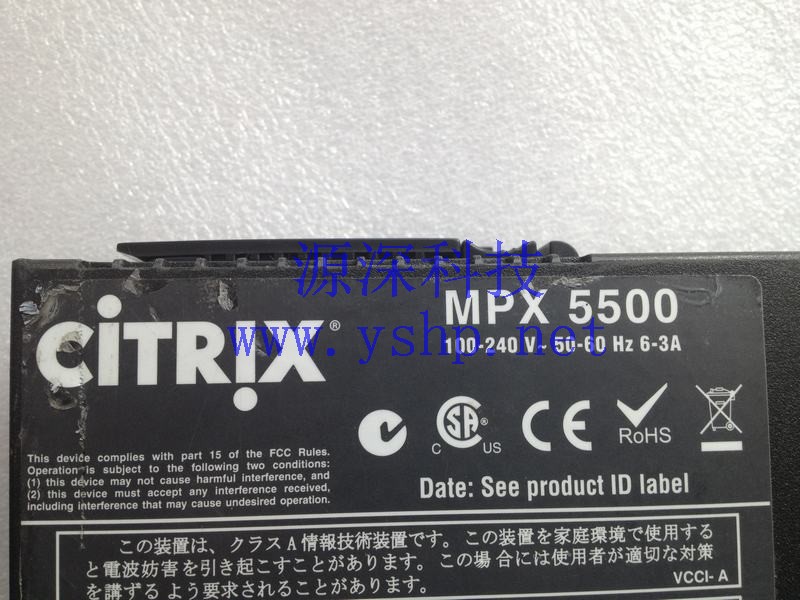 源深科技
www.yshp.net
CiTRiX®
MPX 5500
100-240 V~ 50-60 Hz 6-3A
C SA® US
CE
RoHS
This device complies with part 15 of the FCC Rules.
Operation is subject to the following two conditions:
(1) this device may not cause harmful interference, and
(2) this device must accept any interference received,
including interference that may cause undesired operation.
Date: See product ID label
この装置は、クラスA情報技術装置です。この装置を家庭環境で使用する
と電波妨害を引き起こすことがあります。この場合には使用者が適切な対策
を講ずるよう要求されることがあります。
VCCI-A